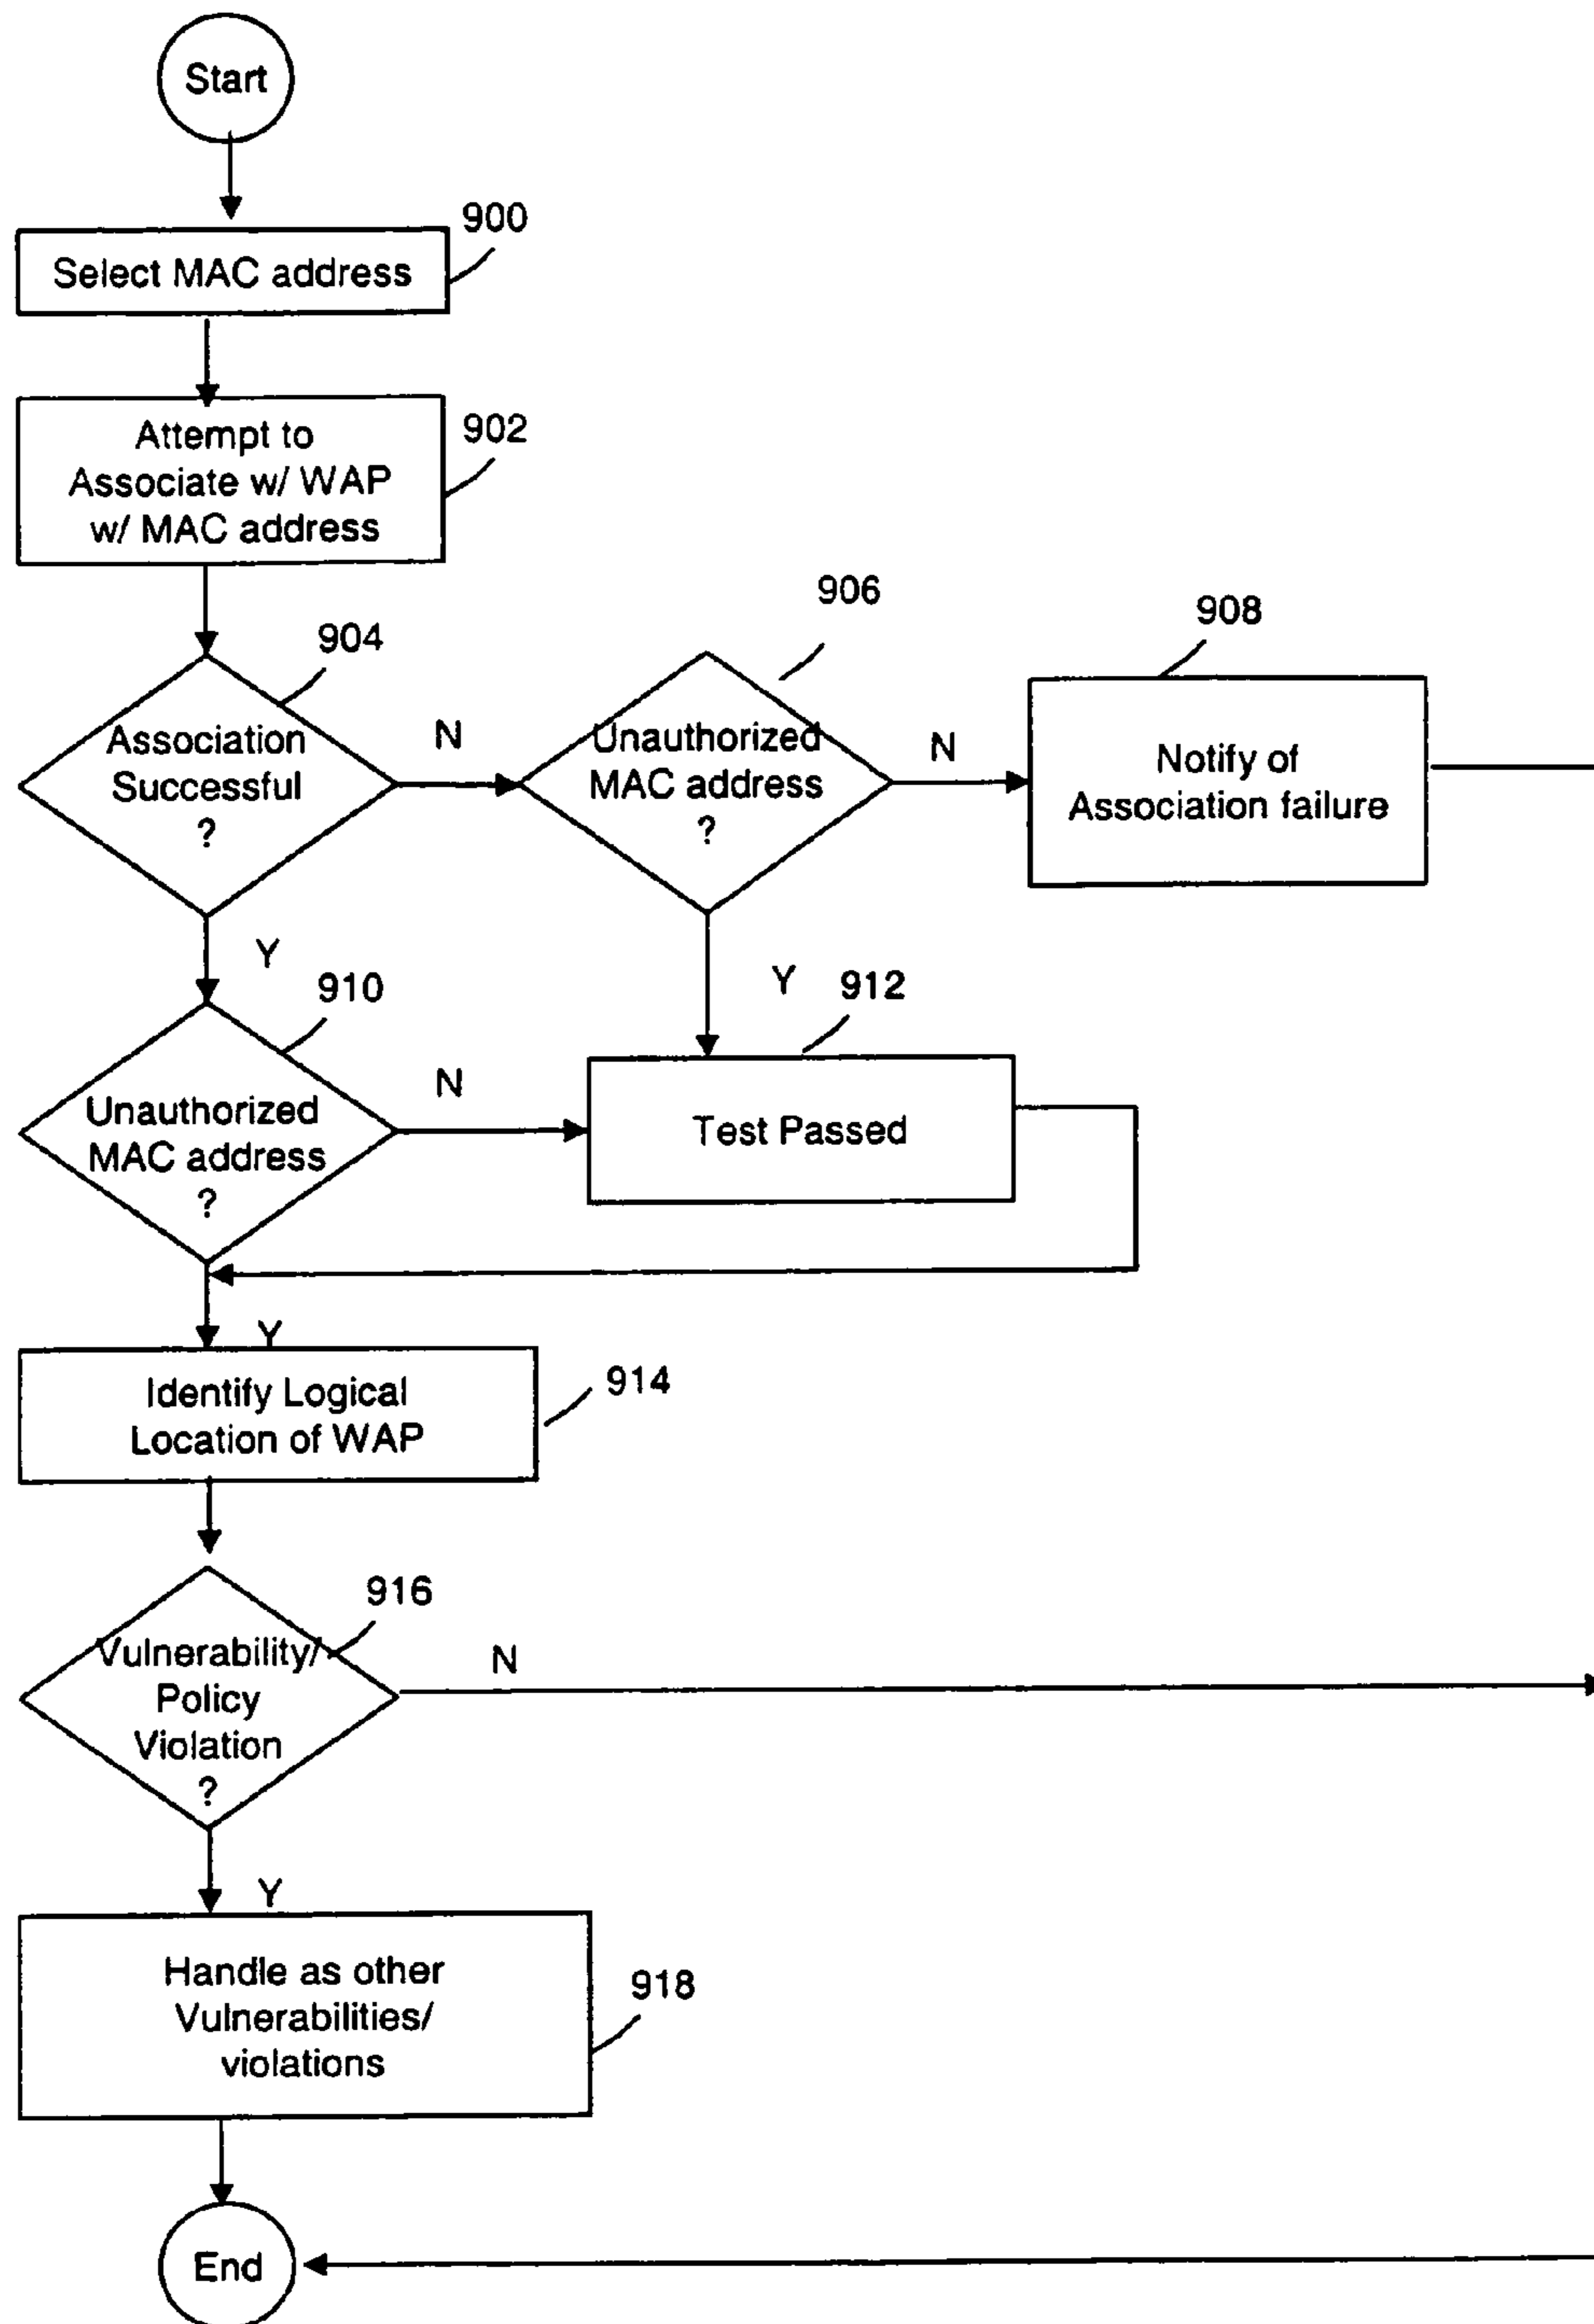 Start
900
Select MAC address
902
Attempt to
Associate w/ WAP
w/ MAC address
904
Association
Successful
?
N
906
Unauthorized
MAC address
?
N
908
Notify of
Association failure
Y
Y
910
Unauthorized
MAC address
?
N
912
Test Passed
Y
914
Identify Logical
Location of WAP
916
Vulnerability/
Policy
Violation
?
N
Y
918
Handle as other
Vulnerabilities/
violations
End